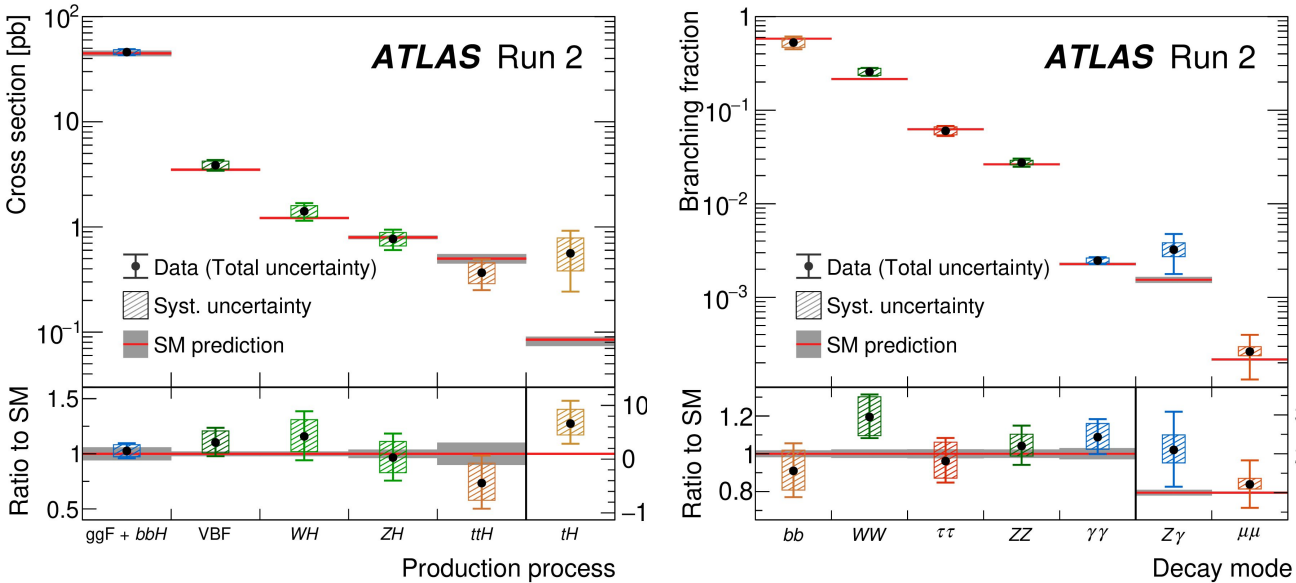 10²
10
1
10⁻¹
Cross section [pb]
ATLAS Run 2
Data (Total uncertainty)
Syst. uncertainty
SM prediction
Ratio to SM
1.5
1
0.5
10
0
−1
ggF + bbH
VBF
WH
ZH
ttH
tH
Production process
1
10⁻¹
10⁻²
10⁻³
Branching fraction
ATLAS Run 2
Data (Total uncertainty)
Syst. uncertainty
SM prediction
Ratio to SM
1.2
1
0.8
bb
WW
ττ
ZZ
γγ
Zγ
μμ
Decay mode